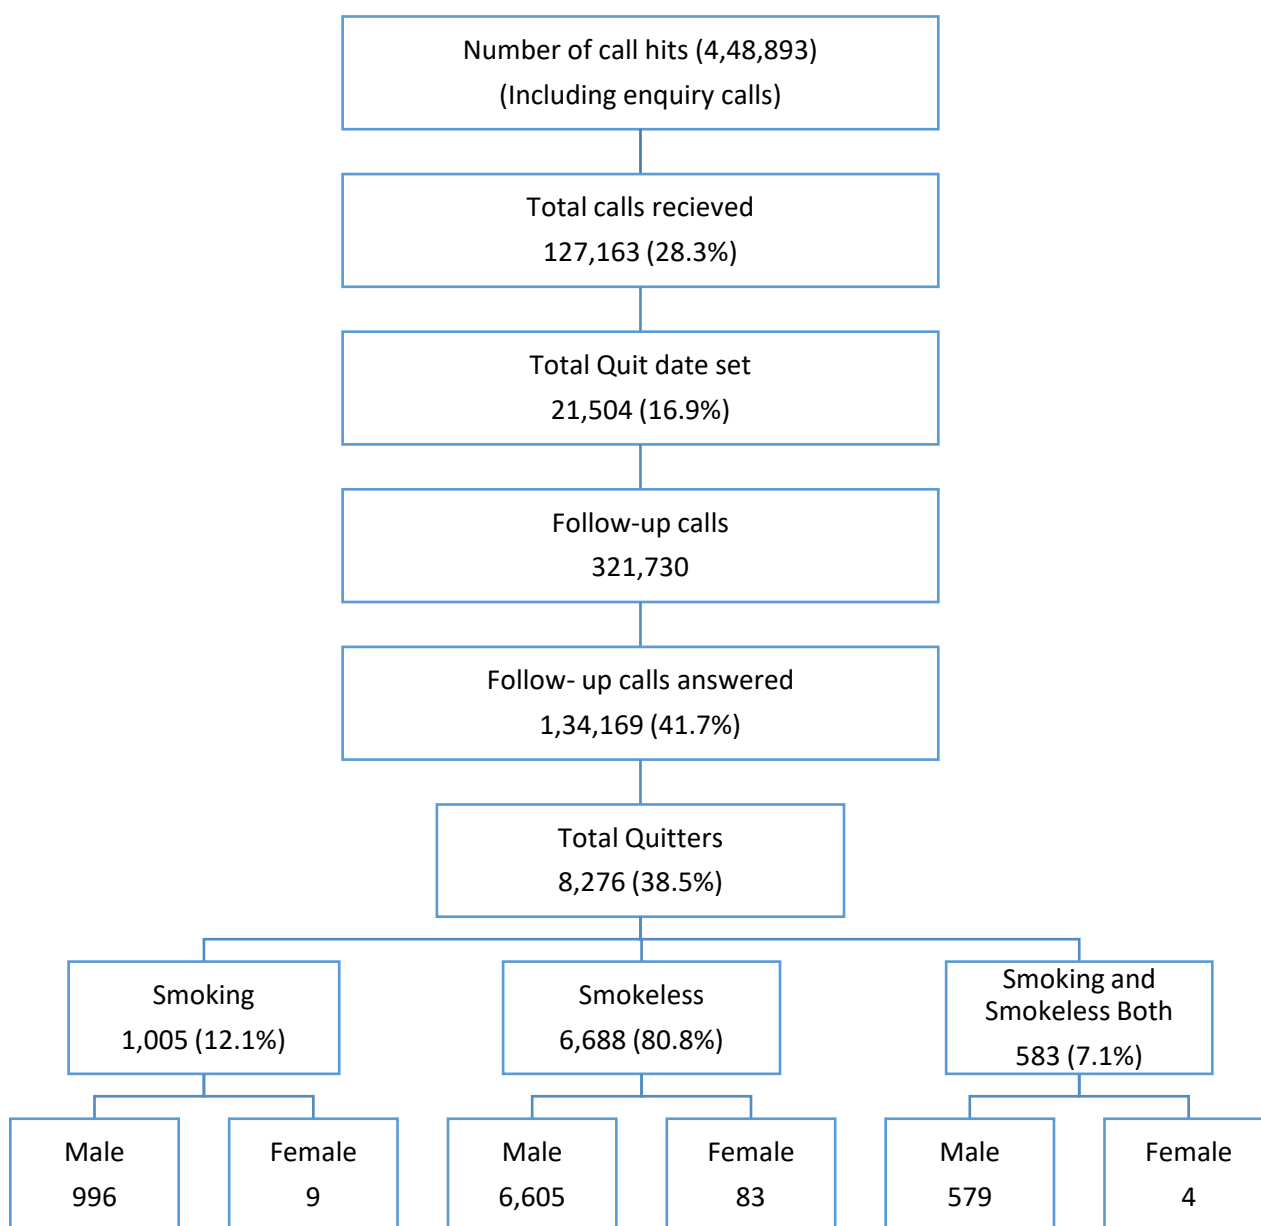 Number of call hits (4,48,893)
(Including enquiry calls)
Total calls recieved
127,163 (28.3%)
Total Quit date set
21,504 (16.9%)
Follow-up calls
321,730
Follow- up calls answered
1,34,169 (41.7%)
Total Quitters
8,276 (38.5%)
Smoking
1,005 (12.1%)
Smokeless
6,688 (80.8%)
Smoking and
Smokeless Both
583 (7.1%)
Male
996
Female
9
Male
6,605
Female
83
Male
579
Female
4